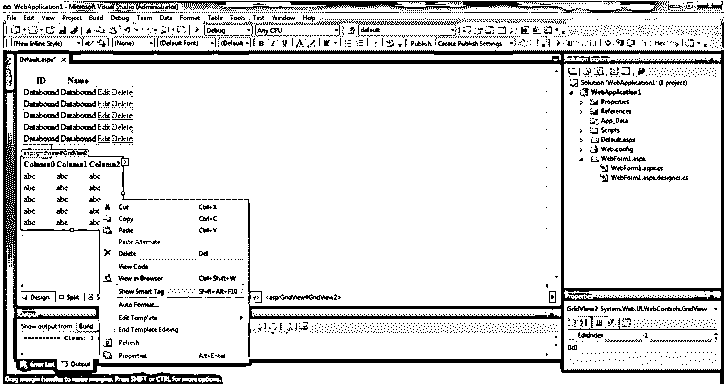 WebApplication1 - Microsoft Visual Studio (Administrator)
File Edit View Project Build Debug Team Data Format Table Tools Test Window Help
Debug Any CPU default
(New Inline Style) (None) (Default Font) (Default B I U A Publish: Create Publish Settings
Default.aspx*
ID Name
Databound Databound Edit Delete
Databound Databound Edit Delete
Databound Databound Edit Delete
Databound Databound Edit Delete
Databound Databound Edit Delete
asp:GridView#GridView2
Column0 Column1 Column2
abc abc abc
abc abc abc
abc abc abc
abc abc abc
abc abc abc
Cut Ctrl+X
Copy Ctrl+C
Paste Ctrl+V
Paste Alternate
Delete Del
View Code
View in Browser Ctrl+Shift+W
Show Smart Tag Shift+Alt+F10
Auto Format...
Edit Template
End Template Editing
Refresh
Properties Alt+Enter
Design Split
<asp:GridView#GridView2>
Show output from: Build
Clean: 1
Error List Output
Drag margin handles to resize margins. Press SHIFT or CTRL for more options.
Solution 'WebApplication1' (1 project)
WebApplication1
Properties
References
App_Data
Scripts
Default.aspx
Web.config
WebForm1.aspx
WebForm1.aspx.cs
WebForm1.aspx.designer.cs
Properties
GridView2 System.Web.UI.WebControls.GridView
EditIndex -1
(ID)